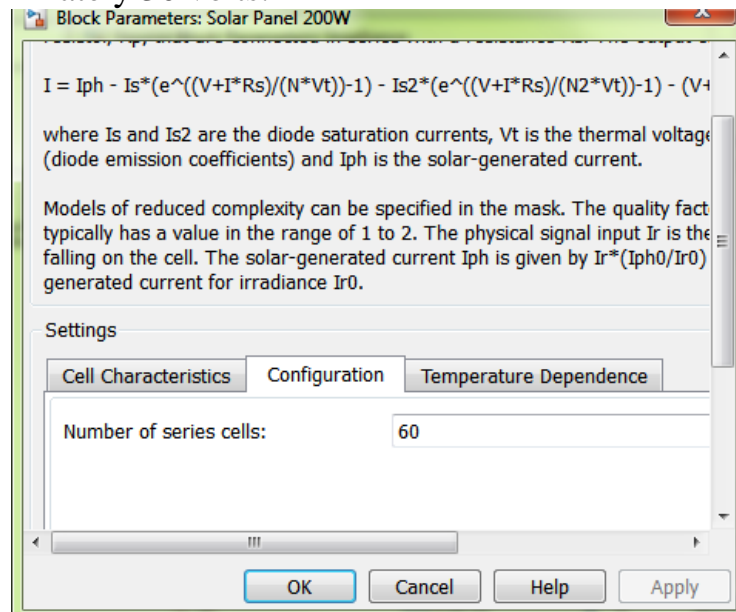 Block Parameters: Solar Panel 200W
I = Iph - Is*(e^((V+I*Rs)/(N*Vt))-1) - Is2*(e^((V+I*Rs)/(N2*Vt))-1) - (V+
where Is and Is2 are the diode saturation currents, Vt is the thermal voltage
(diode emission coefficients) and Iph is the solar-generated current.
Models of reduced complexity can be specified in the mask. The quality fact
typically has a value in the range of 1 to 2. The physical signal input Ir is the
falling on the cell. The solar-generated current Iph is given by Ir*(Iph0/Ir0)
generated current for irradiance Ir0.
Settings
Cell Characteristics Configuration Temperature Dependence
Number of series cells: 60
OK Cancel Help Apply